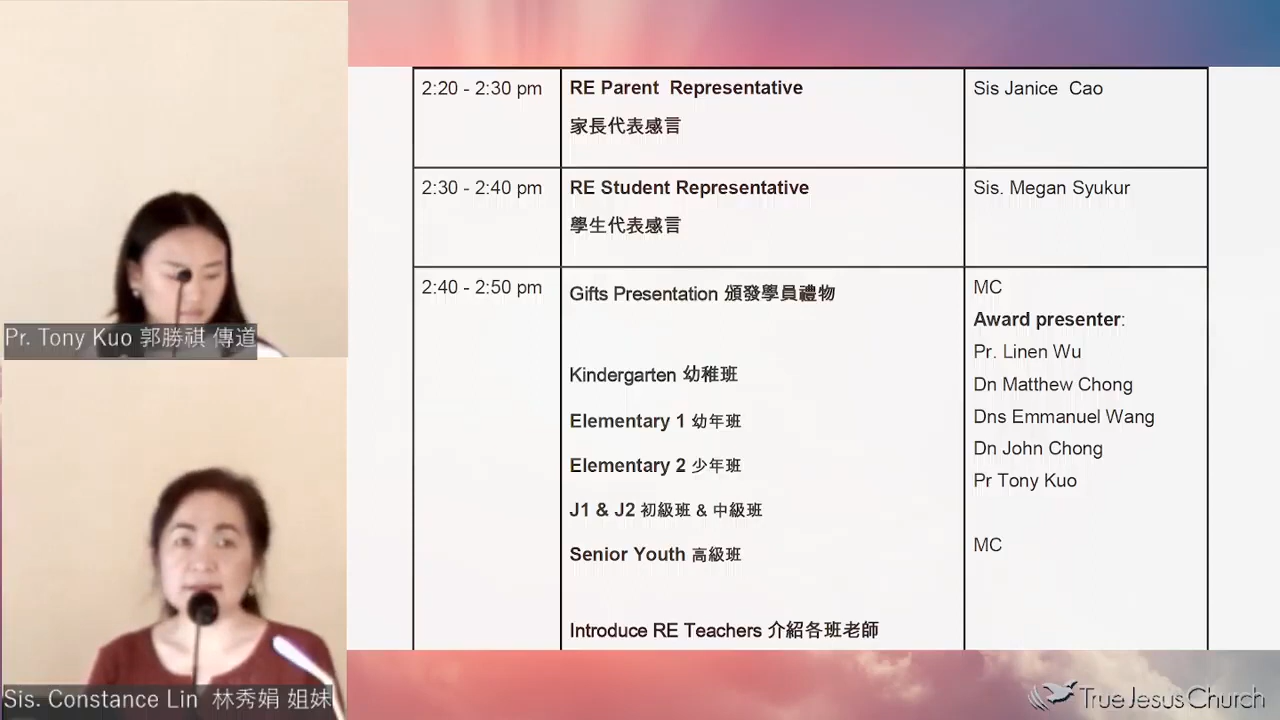 2:20 - 2:30 pm
RE Parent Representative
家長代表感言
Sis Janice Cao
2:30 - 2:40 pm
RE Student Representative
學生代表感言
Sis. Megan Syukur
2:40 - 2:50 pm
Gifts Presentation 頒發學員禮物
Kindergarten 幼稚班
Elementary 1 幼年班
Elementary 2 少年班
J1 & J2 初級班 & 中級班
Senior Youth 高級班
Introduce RE Teachers 介紹各班老師
MC
Award presenter:
Pr. Linen Wu
Dn Matthew Chong
Dns Emmanuel Wang
Dn John Chong
Pr Tony Kuo
MC
Pr. Tony Kuo 郭勝祺 傳道
Sis. Constance Lin 林秀娟 姐妹
True Jesus Church